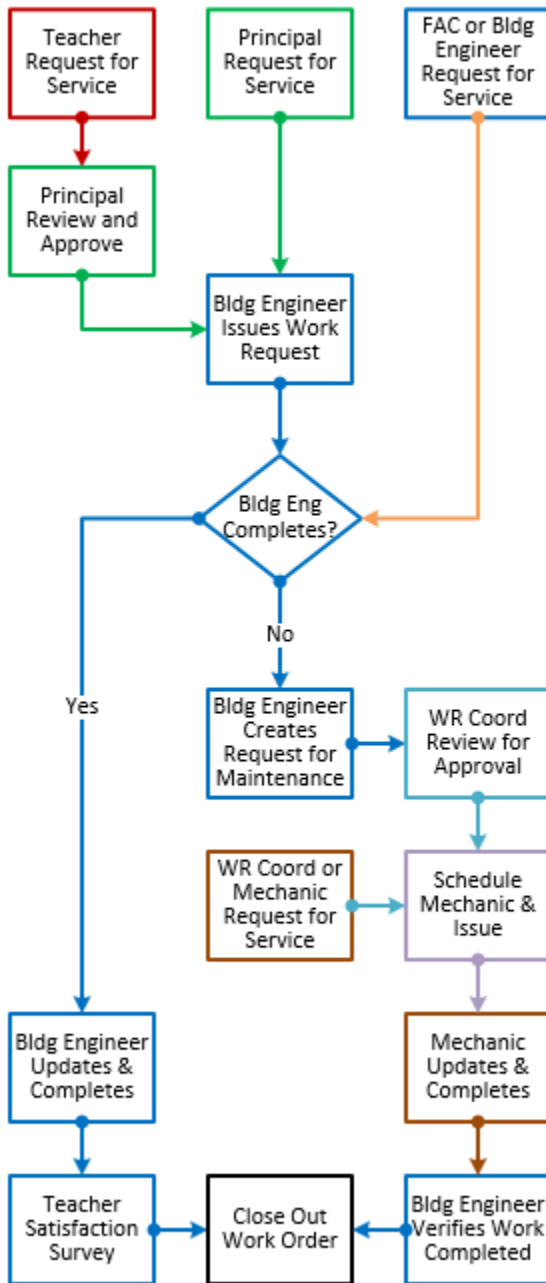 Teacher
Request for
Service
Principal
Request for
Service
FAC or Bldg
Engineer
Request for
Service
Principal
Review and
Approve
Bldg Engineer
Issues Work
Request
Bldg Eng
Completes?
No
Yes
Bldg Engineer
Creates
Request for
Maintenance
WR Coord
Review for
Approval
WR Coord or
Mechanic
Request for
Service
Schedule
Mechanic &
Issue
Bldg Engineer
Updates &
Completes
Mechanic
Updates &
Completes
Teacher
Satisfaction
Survey
Close Out
Work Order
Bldg Engineer
Verifies Work
Completed